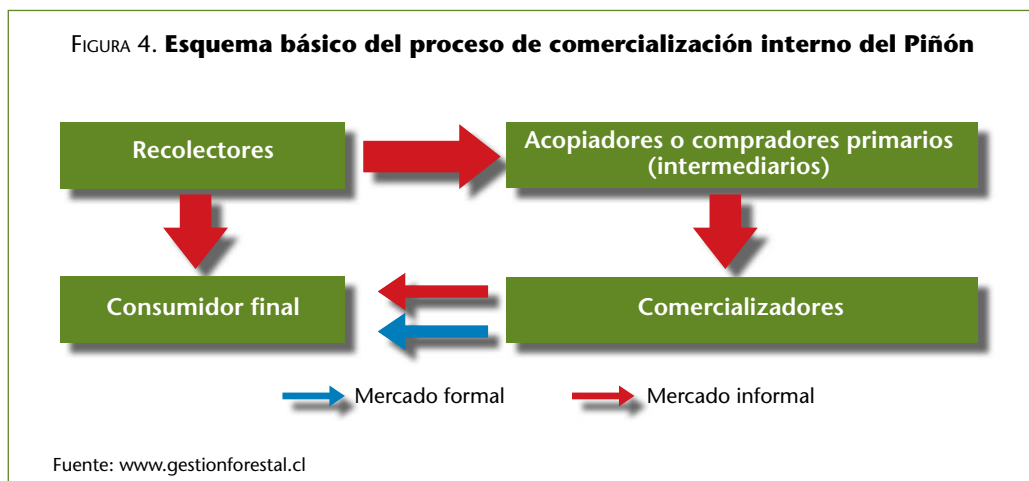 FIGURA 4. Esquema básico del proceso de comercialización interno del Piñón
Recolectores
Acopiadores o compradores primarios
(intermediarios)
Consumidor final
Comercializadores
Mercado formal
Mercado informal
Fuente: www.gestionforestal.cl